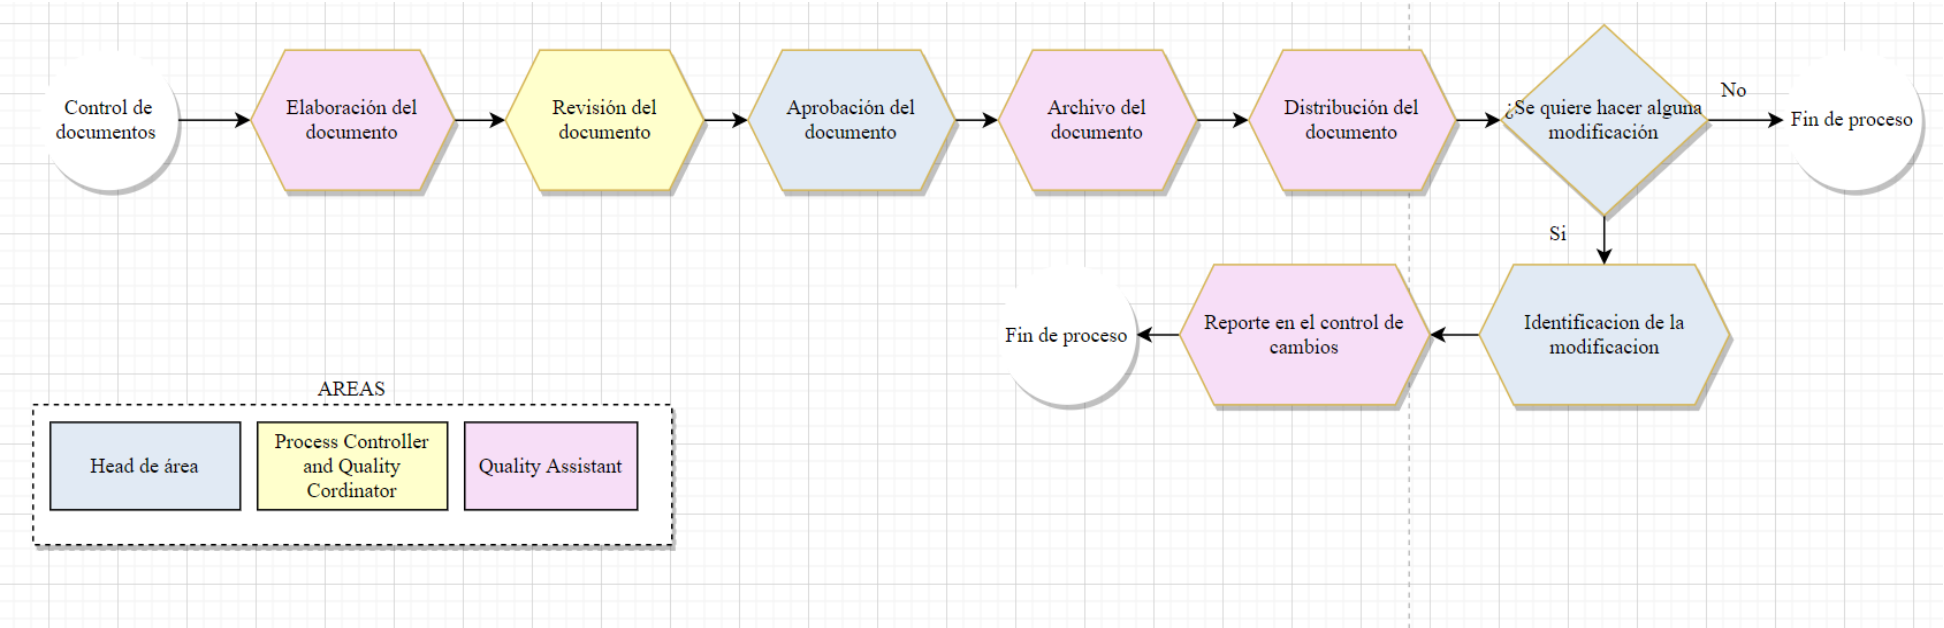 Control de
documentos
Elaboración del
documento
Revisión del
documento
Aprobación del
documento
Archivo del
documento
Distribución del
documento
¿Se quiere hacer alguna
modificación
No
Fin de proceso
Si
Identificacion de la
modificacion
Reporte en el control de
cambios
Fin de proceso
AREAS
Head de área
Process Controller
and Quality
Cordinator
Quality Assistant